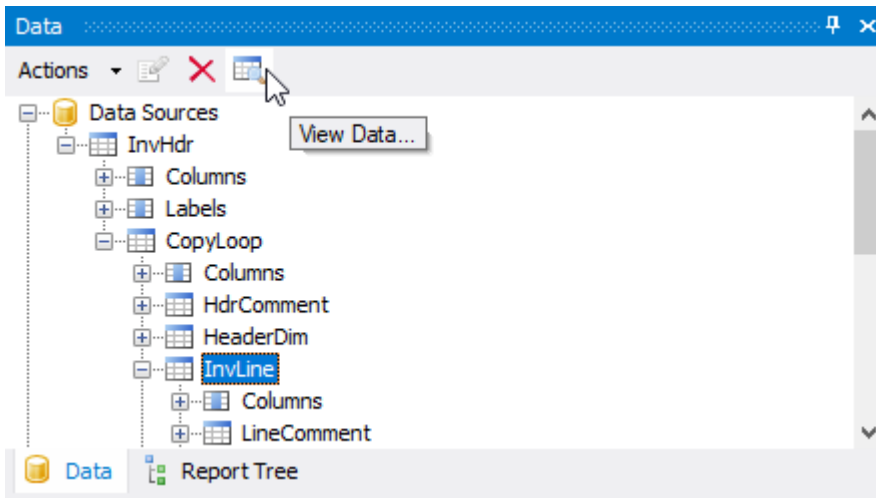 Data
Actions
Data Sources
InvHdr
View Data...
Columns
Labels
CopyLoop
Columns
HdrComment
HeaderDim
InvLine
Columns
LineComment
Data Report Tree